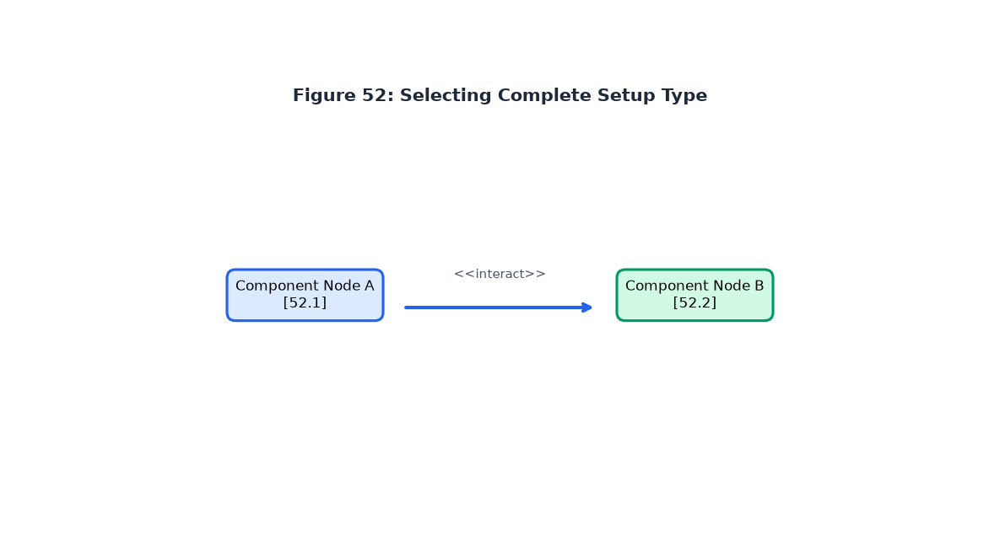 Figure 52: Selecting Complete Setup Type
<<interact>>
Component Node A
[52.1]
Component Node B
[52.2]